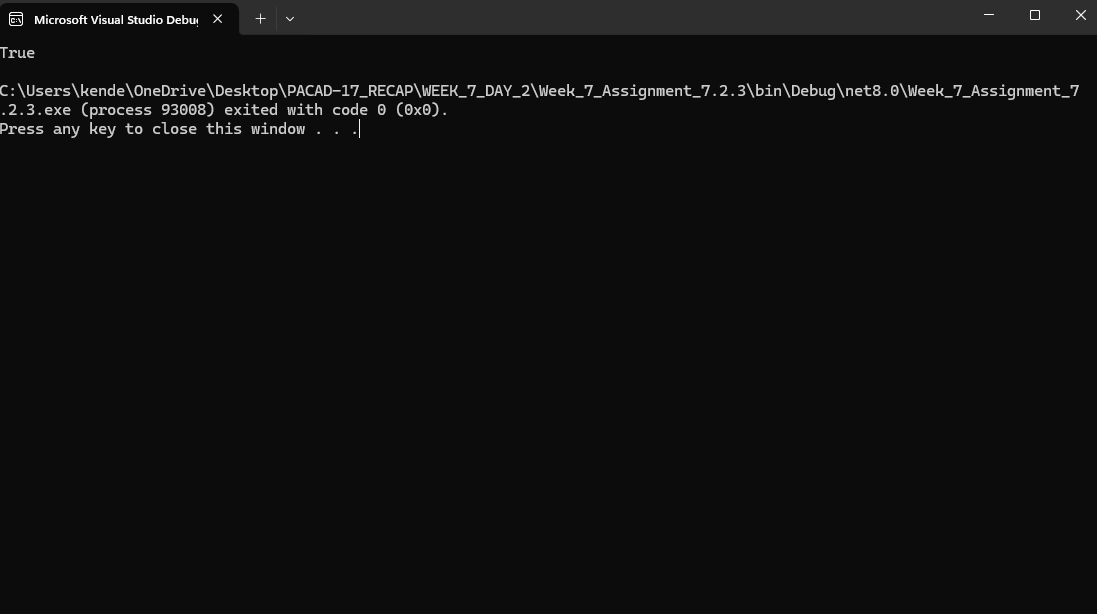 Microsoft Visual Studio Debu
True
C:\Users\kende\OneDrive\Desktop\PACAD-17_RECAP\WEEK_7_DAY_2\Week_7_Assignment_7.2.3\bin\Debug\net8.0\Week_7_Assignment_7
.2.3.exe (process 93008) exited with code 0 (0x0).
Press any key to close this window . . .